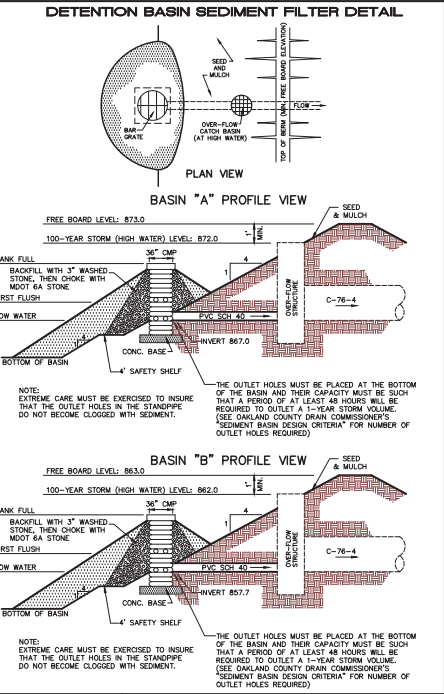 DETENTION BASIN SEDIMENT FILTER DETAIL
SEED
AND
MULCH
BAR-
GRATE
OVER-FLOW
CATCH BASIN
(AT HIGH WATER)
TOP OF BERM (MIN. FREE BOARD ELEVATION)
FLOW
PLAN VIEW
BASIN "A" PROFILE VIEW
SEED
& MULCH
FREE BOARD LEVEL: 873.0
100-YEAR STORM (HIGH WATER) LEVEL: 872.0
1'
MIN.
ANK FULL
36" CMP
BACKFILL WITH 3" WASHED
STONE, THEN CHOKE WITH
MDOT 6A STONE
RST FLUSH
OW WATER
4
1
OVER-FLOW
STRUCTURE
C-76-4
PVC SCH 40
INVERT 867.0
CONC. BASE
BOTTOM OF BASIN
4' SAFETY SHELF
NOTE:
EXTREME CARE MUST BE EXERCISED TO INSURE
THAT THE OUTLET HOLES IN THE STANDPIPE
DO NOT BECOME CLOGGED WITH SEDIMENT.
THE OUTLET HOLES MUST BE PLACED AT THE BOTTOM
OF THE BASIN AND THEIR CAPACITY MUST BE SUCH
THAT A PERIOD OF AT LEAST 48 HOURS WILL BE
REQUIRED TO OUTLET A 1-YEAR STORM VOLUME.
(SEE OAKLAND COUNTY DRAIN COMMISSIONER'S
"SEDIMENT BASIN DESIGN CRITERIA" FOR NUMBER OF
OUTLET HOLES REQUIRED)
BASIN "B" PROFILE VIEW
SEED
& MULCH
FREE BOARD LEVEL: 863.0
100-YEAR STORM (HIGH WATER) LEVEL: 862.0
1'
MIN.
ANK FULL
36" CMP
BACKFILL WITH 3" WASHED
STONE, THEN CHOKE WITH
MDOT 6A STONE
RST FLUSH
OW WATER
4
1
OVER-FLOW
STRUCTURE
C-76-4
PVC SCH 40
INVERT 857.7
CONC. BASE
BOTTOM OF BASIN
4' SAFETY SHELF
NOTE:
EXTREME CARE MUST BE EXERCISED TO INSURE
THAT THE OUTLET HOLES IN THE STANDPIPE
DO NOT BECOME CLOGGED WITH SEDIMENT.
THE OUTLET HOLES MUST BE PLACED AT THE BOTTOM
OF THE BASIN AND THEIR CAPACITY MUST BE SUCH
THAT A PERIOD OF AT LEAST 48 HOURS WILL BE
REQUIRED TO OUTLET A 1-YEAR STORM VOLUME.
(SEE OAKLAND COUNTY DRAIN COMMISSIONER'S
"SEDIMENT BASIN DESIGN CRITERIA" FOR NUMBER OF
OUTLET HOLES REQUIRED)